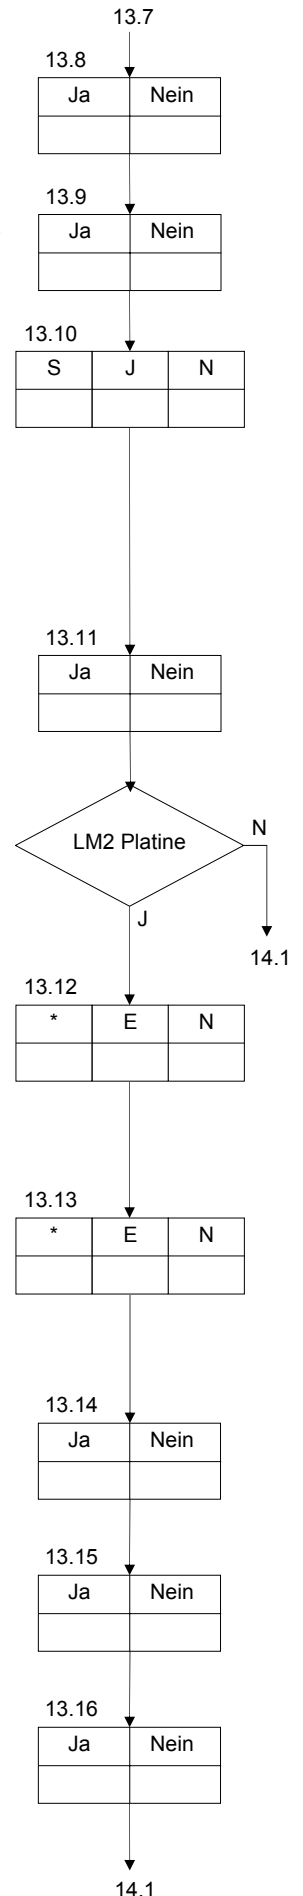 13.7
13.8
Ja Nein
13.9
Ja Nein
13.10
S J N
13.11
Ja Nein
LM2 Platine
N
J
14.1
13.12
* E N
13.13
* E N
13.14
Ja Nein
13.15
Ja Nein
13.16
Ja Nein
14.1